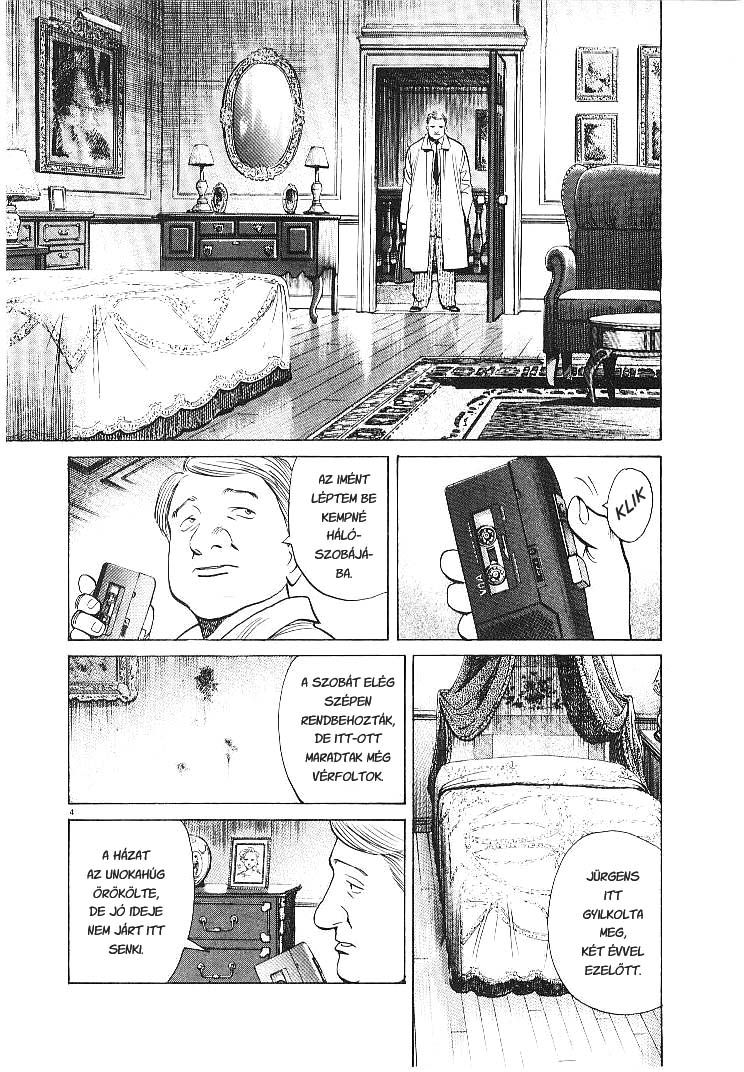 KLIK
AZ IMÉNT
LÉPTEM BE
KEMPNÉ
HÁLÓ-
SZOBÁJÁ-
BA.
JÜRGENS
ITT
GYILKOLTA
MEG,
KÉT ÉVVEL
EZELŐTT.
A SZOBÁT ELÉG
SZÉPEN
RENDBEHOZTÁK,
DE ITT-OTT
MARADTAK MÉG
VÉRFOLTOK.
4
A HÁZAT
AZ UNOKAHÚG
ÖRÖKÖLTE,
DE JÓ IDEJE
NEM JÁRT ITT
SENKI.